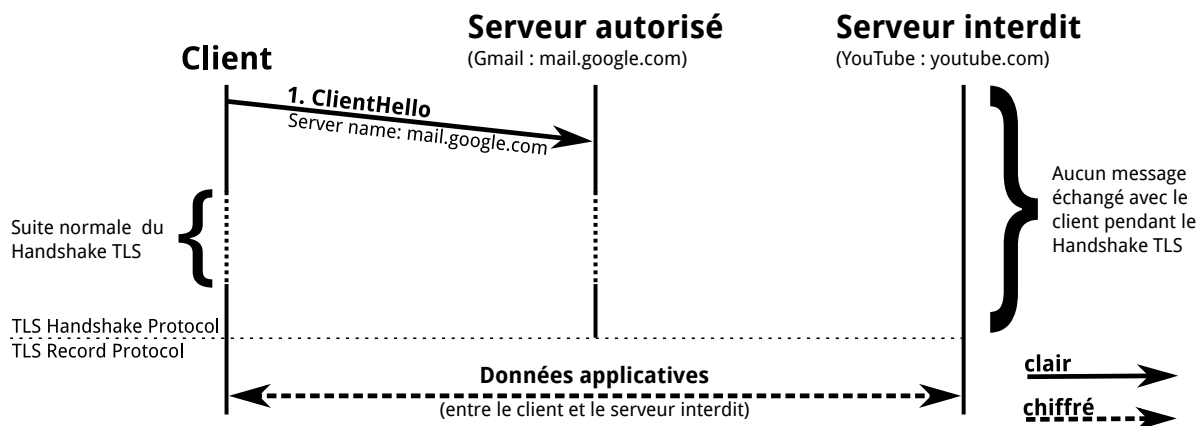 Client
Serveur autorisé
(Gmail : mail.google.com)
Serveur interdit
(YouTube : youtube.com)
1. ClientHello
Server name: mail.google.com
Suite normale du
Handshake TLS
Aucun message
échangé avec le
client pendant le
Handshake TLS
TLS Handshake Protocol
TLS Record Protocol
Données applicatives
(entre le client et le serveur interdit)
clair
chiffré